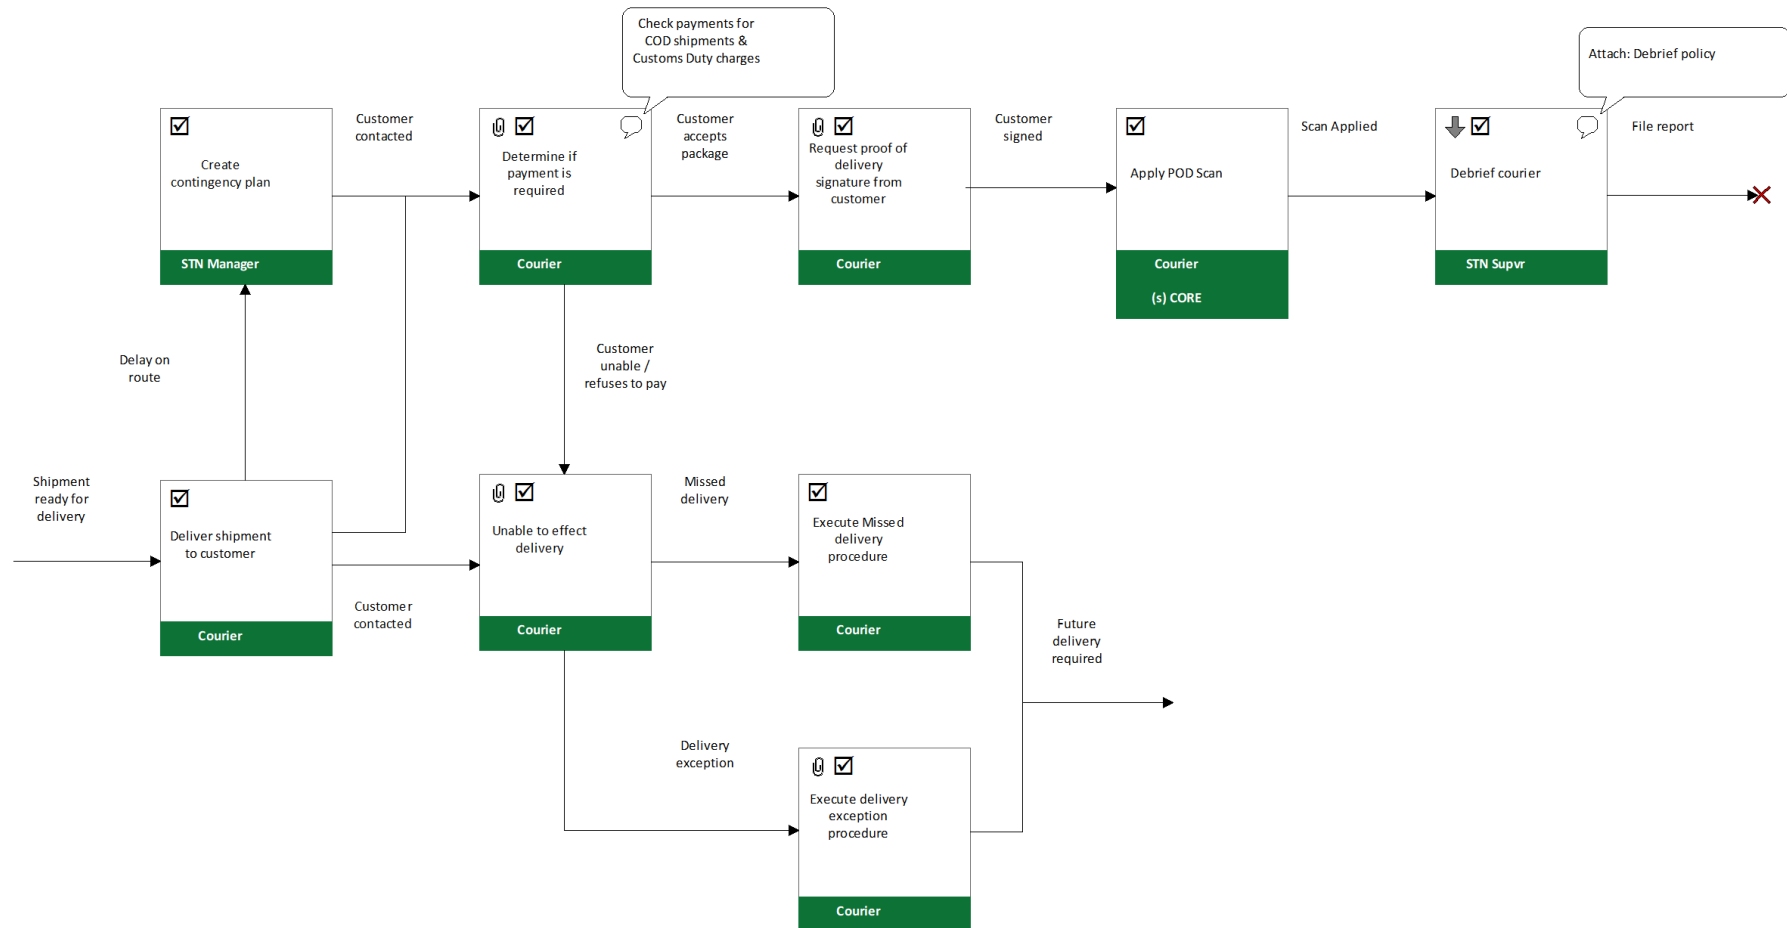 Check payments for
COD shipments &
Customs Duty charges
Attach: Debrief policy
Create
contingency plan
STN Manager
Customer
contacted
Determine if
payment is
required
Courier
Customer
accepts
package
Request proof of
delivery
signature from
customer
Courier
Customer
signed
Apply POD Scan
Courier
(s) CORE
Scan Applied
Debrief courier
STN Supvr
File report
Delay on
route
Customer
unable /
refuses to pay
Shipment
ready for
delivery
Deliver shipment
to customer
Courier
Customer
contacted
Unable to effect
delivery
Courier
Missed
delivery
Execute Missed
delivery
procedure
Courier
Future
delivery
required
Delivery
exception
Execute delivery
exception
procedure
Courier